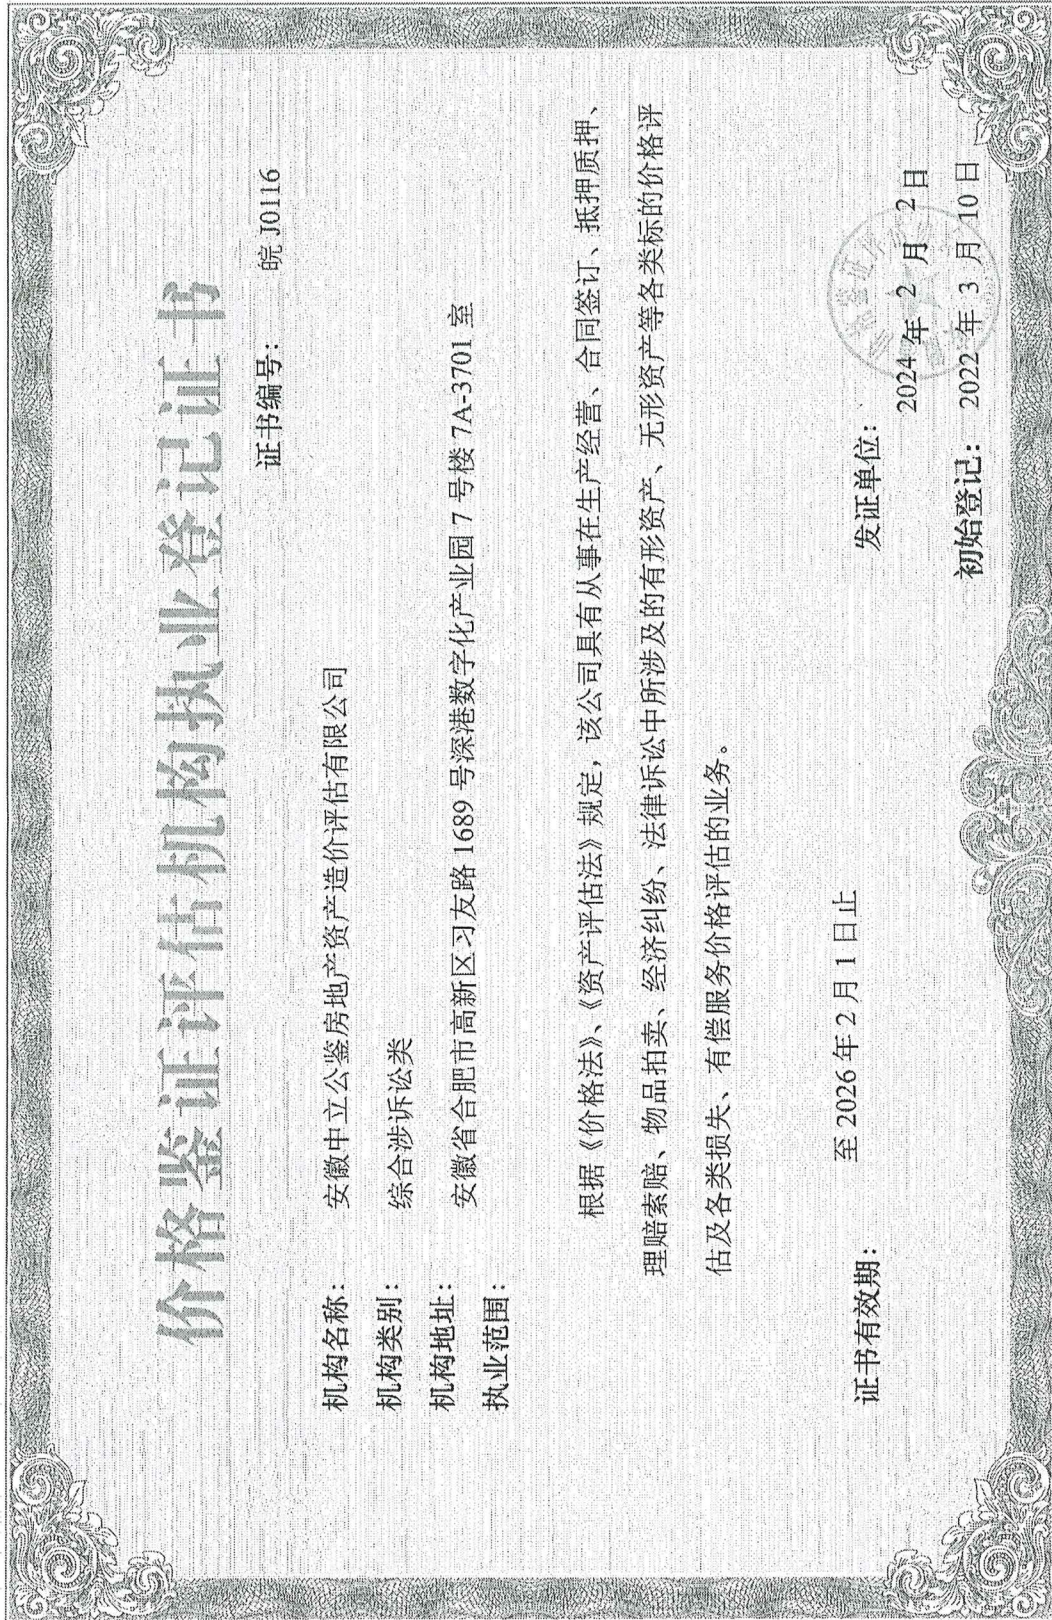 价格鉴证评估机构执业登记证书
证书编号： 皖 J0116
机构名称： 安徽中立公鉴房地产资产造价评估有限公司
机构类别： 综合涉诉讼类
机构地址： 安徽省合肥市高新区习友路 1689 号深港数字化产业园 7 号楼 7A-3701 室
执业范围：
根据《价格法》、《资产评估法》规定，该公司具有从事在生产经营、合同签订、抵押质押、
理赔索赔、物品拍卖、经济纠纷、法律诉讼中所涉及的有形资产、无形资产等各类标的价格评
估及各类损失、有偿服务价格评估的业务。
证书有效期： 至 2026 年 2 月 1 日止
发证单位：
2024 年 2 月 2 日
初始登记： 2022 年 3 月 10 日